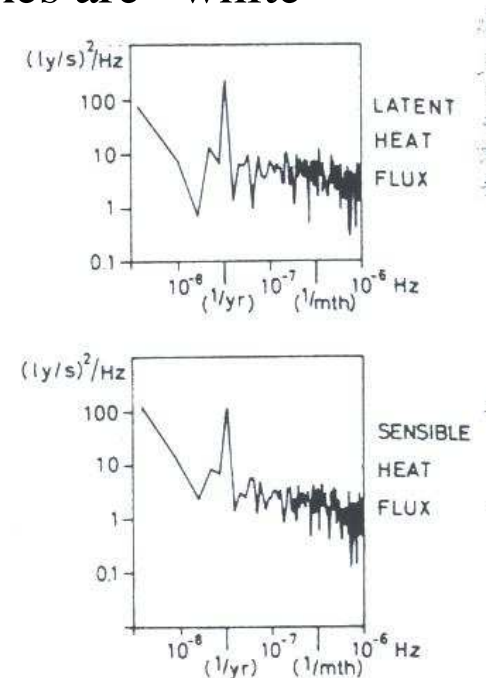 are "white"
(ly/s)²/Hz
100
10
1
0.1
LATENT
HEAT
FLUX
10⁻⁸ 10⁻⁷ 10⁻⁶ Hz
(1/yr) (1/mth)
(ly/s)²/Hz
100
10
1
0.1
SENSIBLE
HEAT
FLUX
10⁻⁸ 10⁻⁷ 10⁻⁶ Hz
(1/yr) (1/mth)